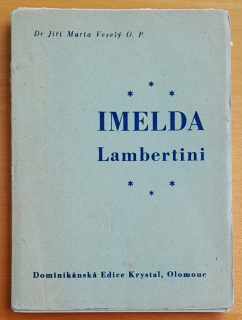 Dr Jiří Maria Veselý O. P.
* * *
IMELDA
Lambertini
* * *
Dominikánská Edice Krystal, Olomouc